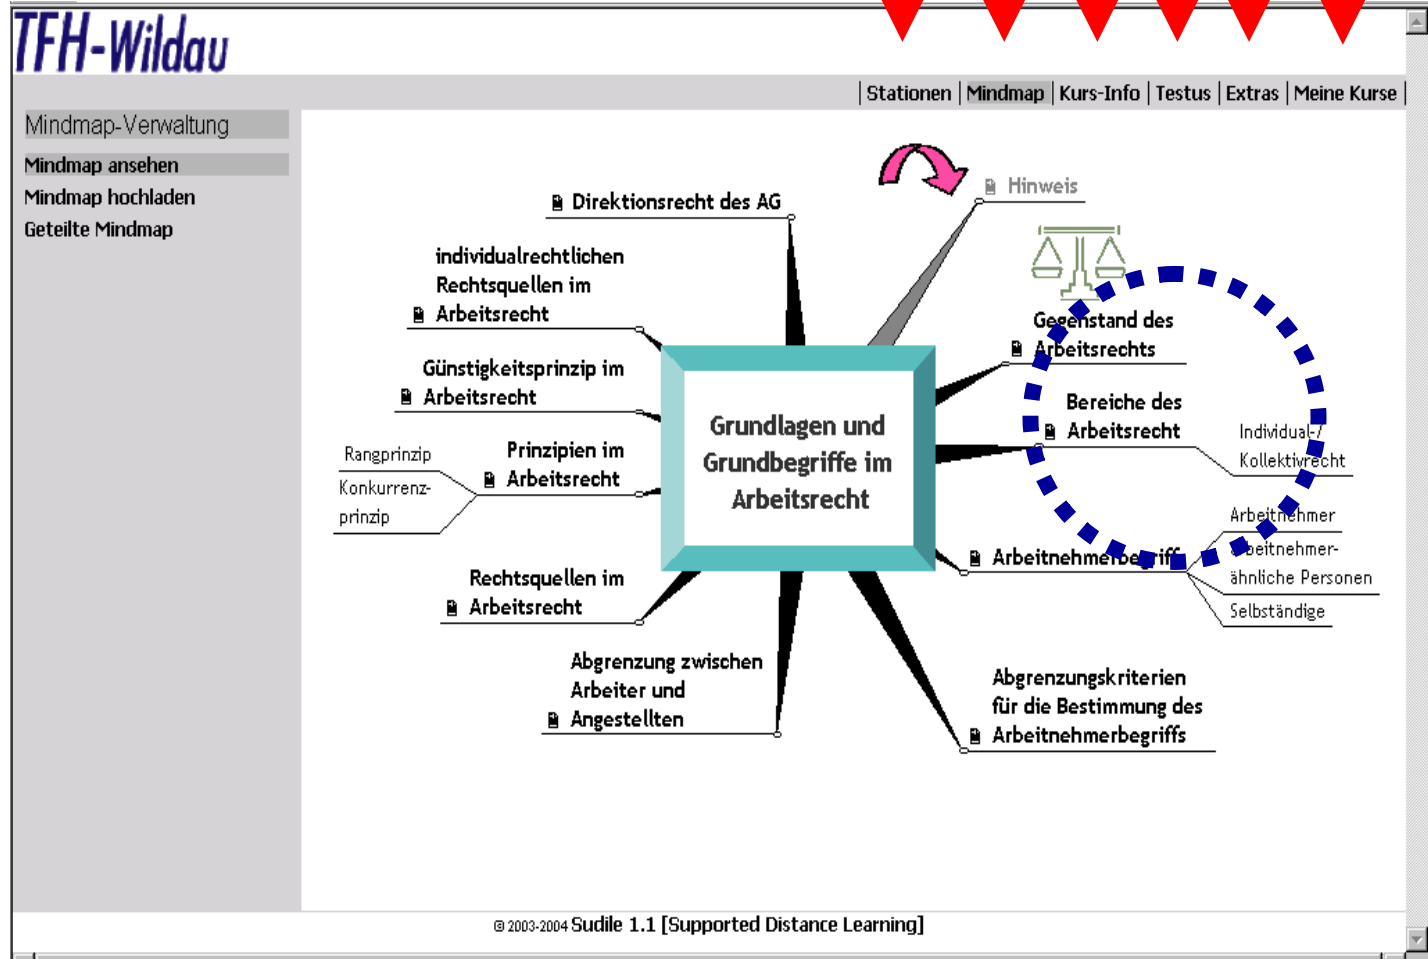 TFH-Wildau
Stationen | Mindmap | Kurs-Info | Testus | Extras | Meine Kurse
Mindmap-Verwaltung
Mindmap ansehen
Mindmap hochladen
Geteilte Mindmap
Hinweis
Direktionsrecht des AG
individualrechtlichen
Rechtsquellen im
Arbeitsrecht
Günstigkeitsprinzip im
Arbeitsrecht
Prinzipien im
Arbeitsrecht
Rangprinzip
Konkurrenz-
prinzip
Rechtsquellen im
Arbeitsrecht
Abgrenzung zwischen
Arbeiter und
Angestellten
Grundlagen und
Grundbegriffe im
Arbeitsrecht
Gegenstand des
Arbeitsrechts
Bereiche des
Arbeitsrecht
Individual-/
Kollektivrecht
Arbeitnehmerbegriff
Arbeitnehmer
arbeitnehmer-
ähnliche Personen
Selbständige
Abgrenzungskriterien
für die Bestimmung des
Arbeitnehmerbegriffs
© 2003-2004 Sudile 1.1 [Supported Distance Learning]